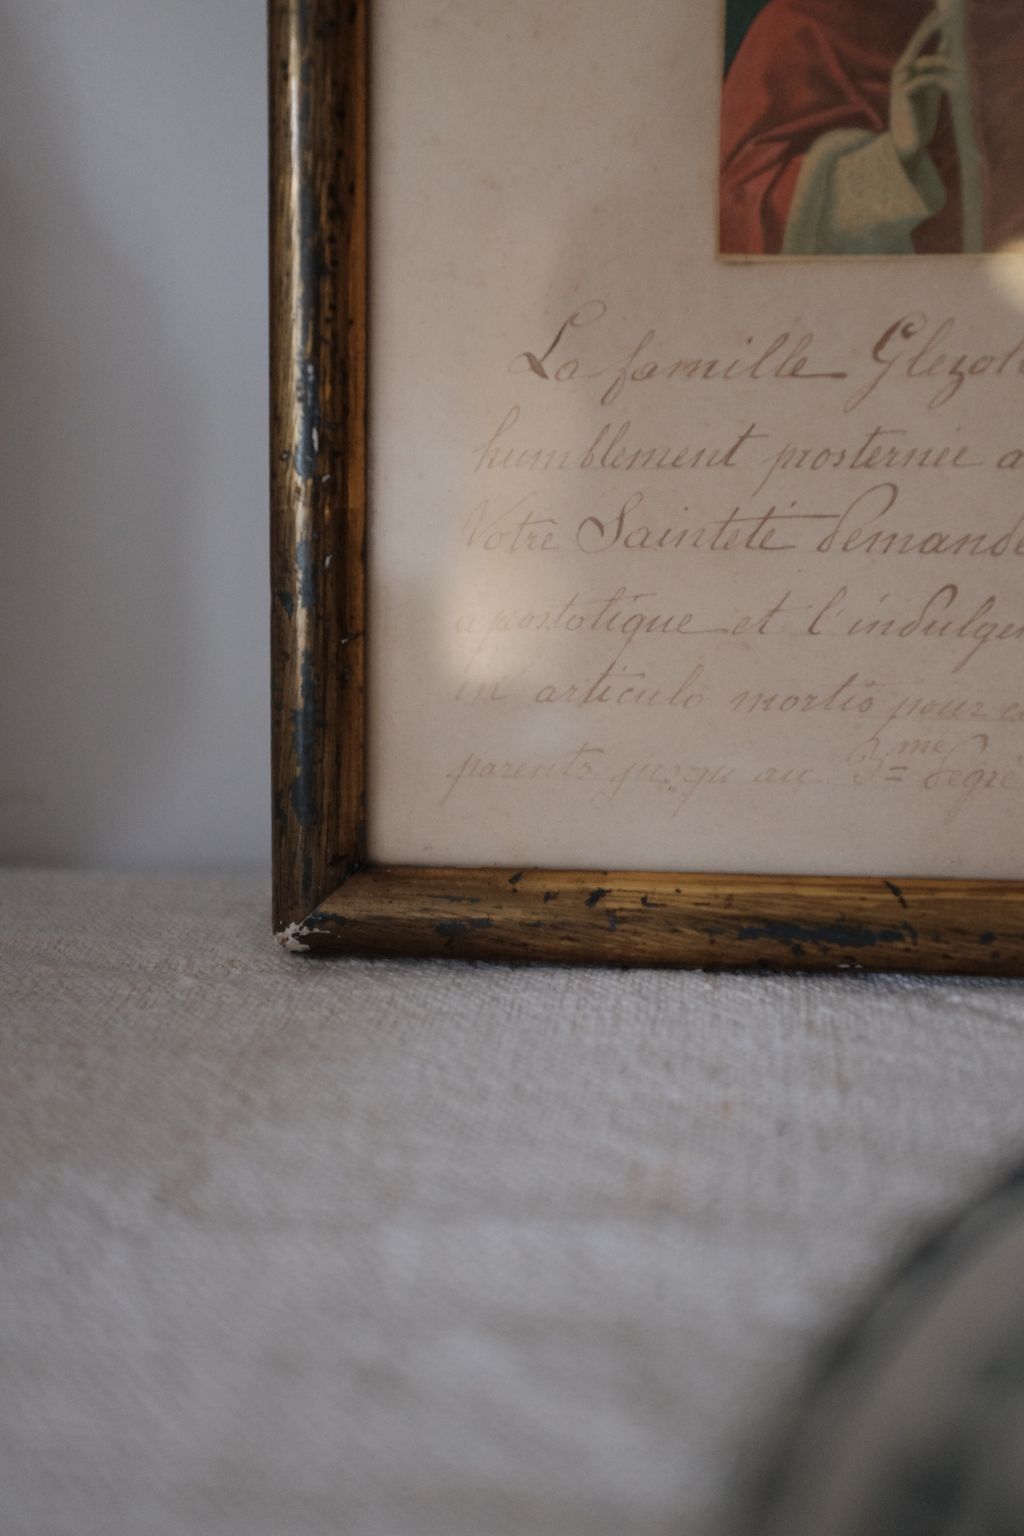 La famille Glezol
humblement prosternée a
Votre Sainteté demande
apostolique et l'indulgen
in articulo mortis pour
parents jusqu au 3me degré